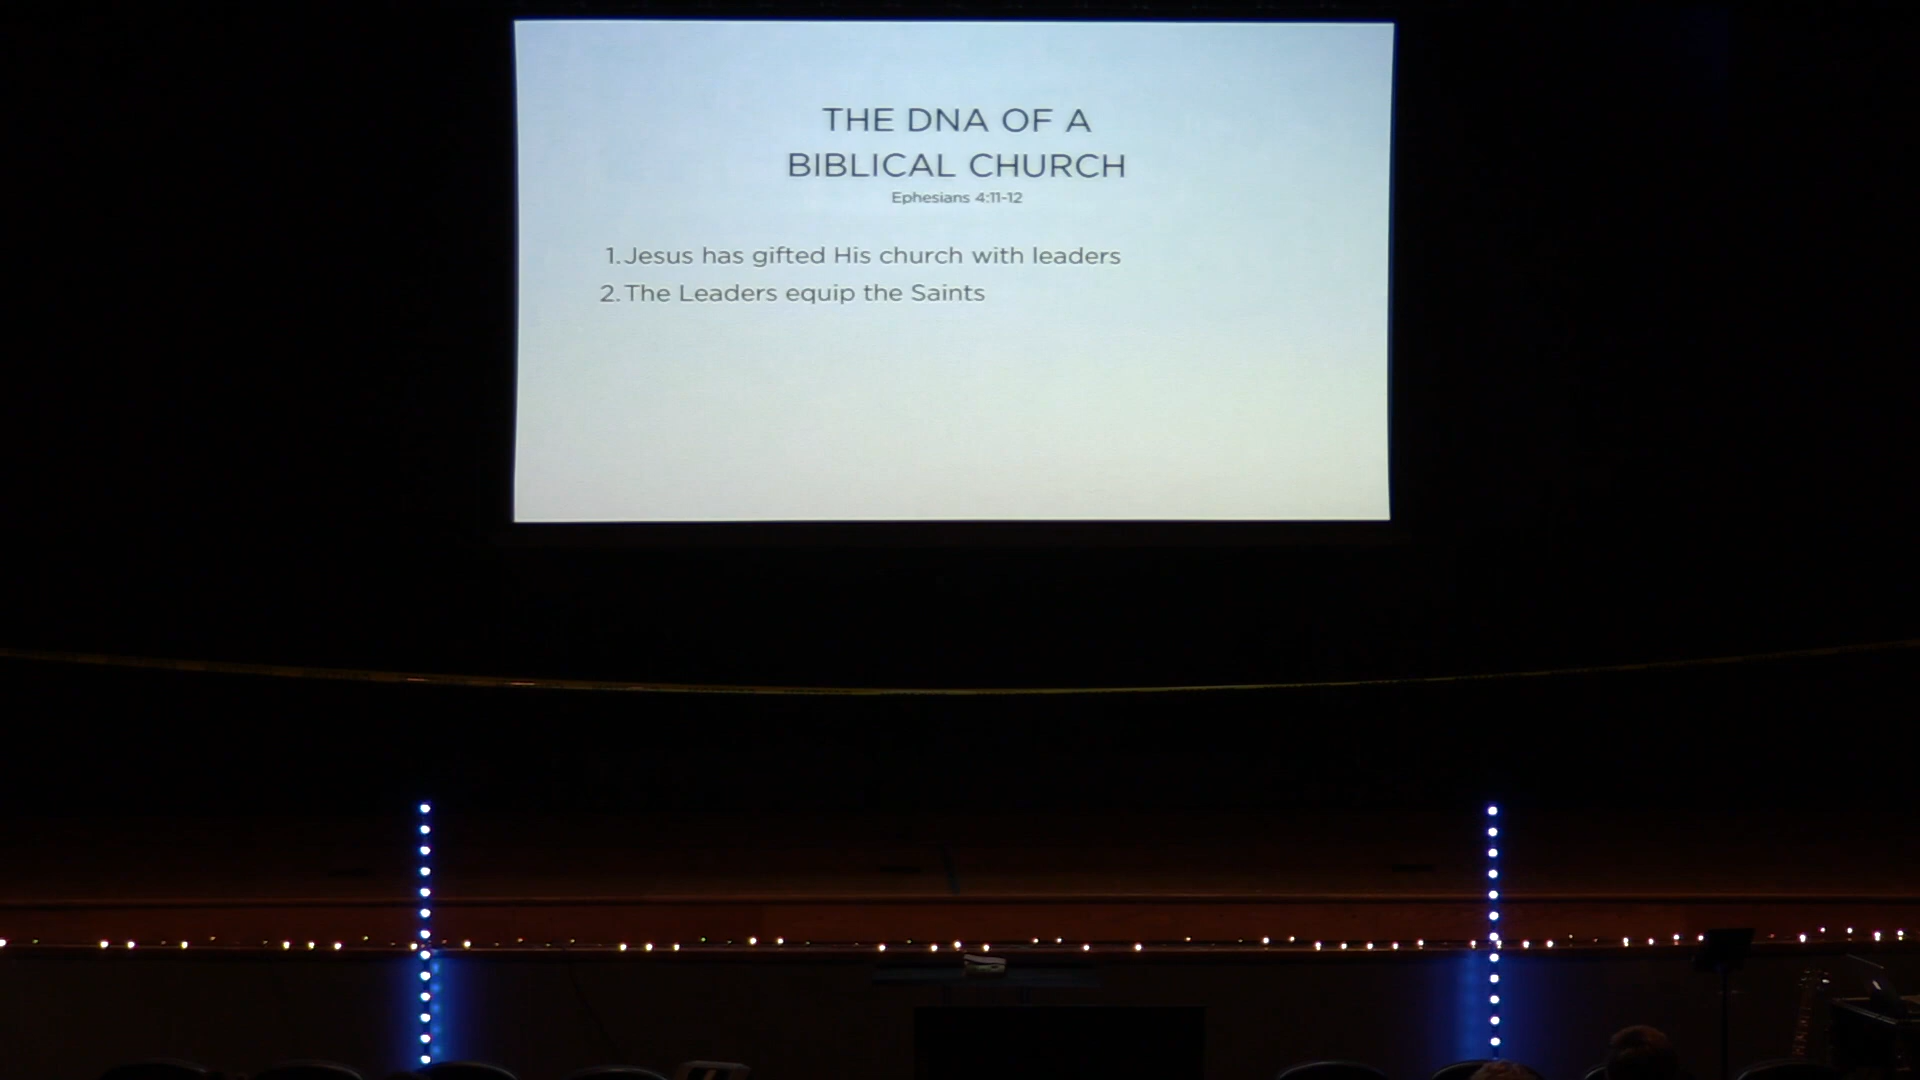 THE DNA OF A
BIBLICAL CHURCH
Ephesians 4:11-12
1. Jesus has gifted His church with leaders
2. The Leaders equip the Saints